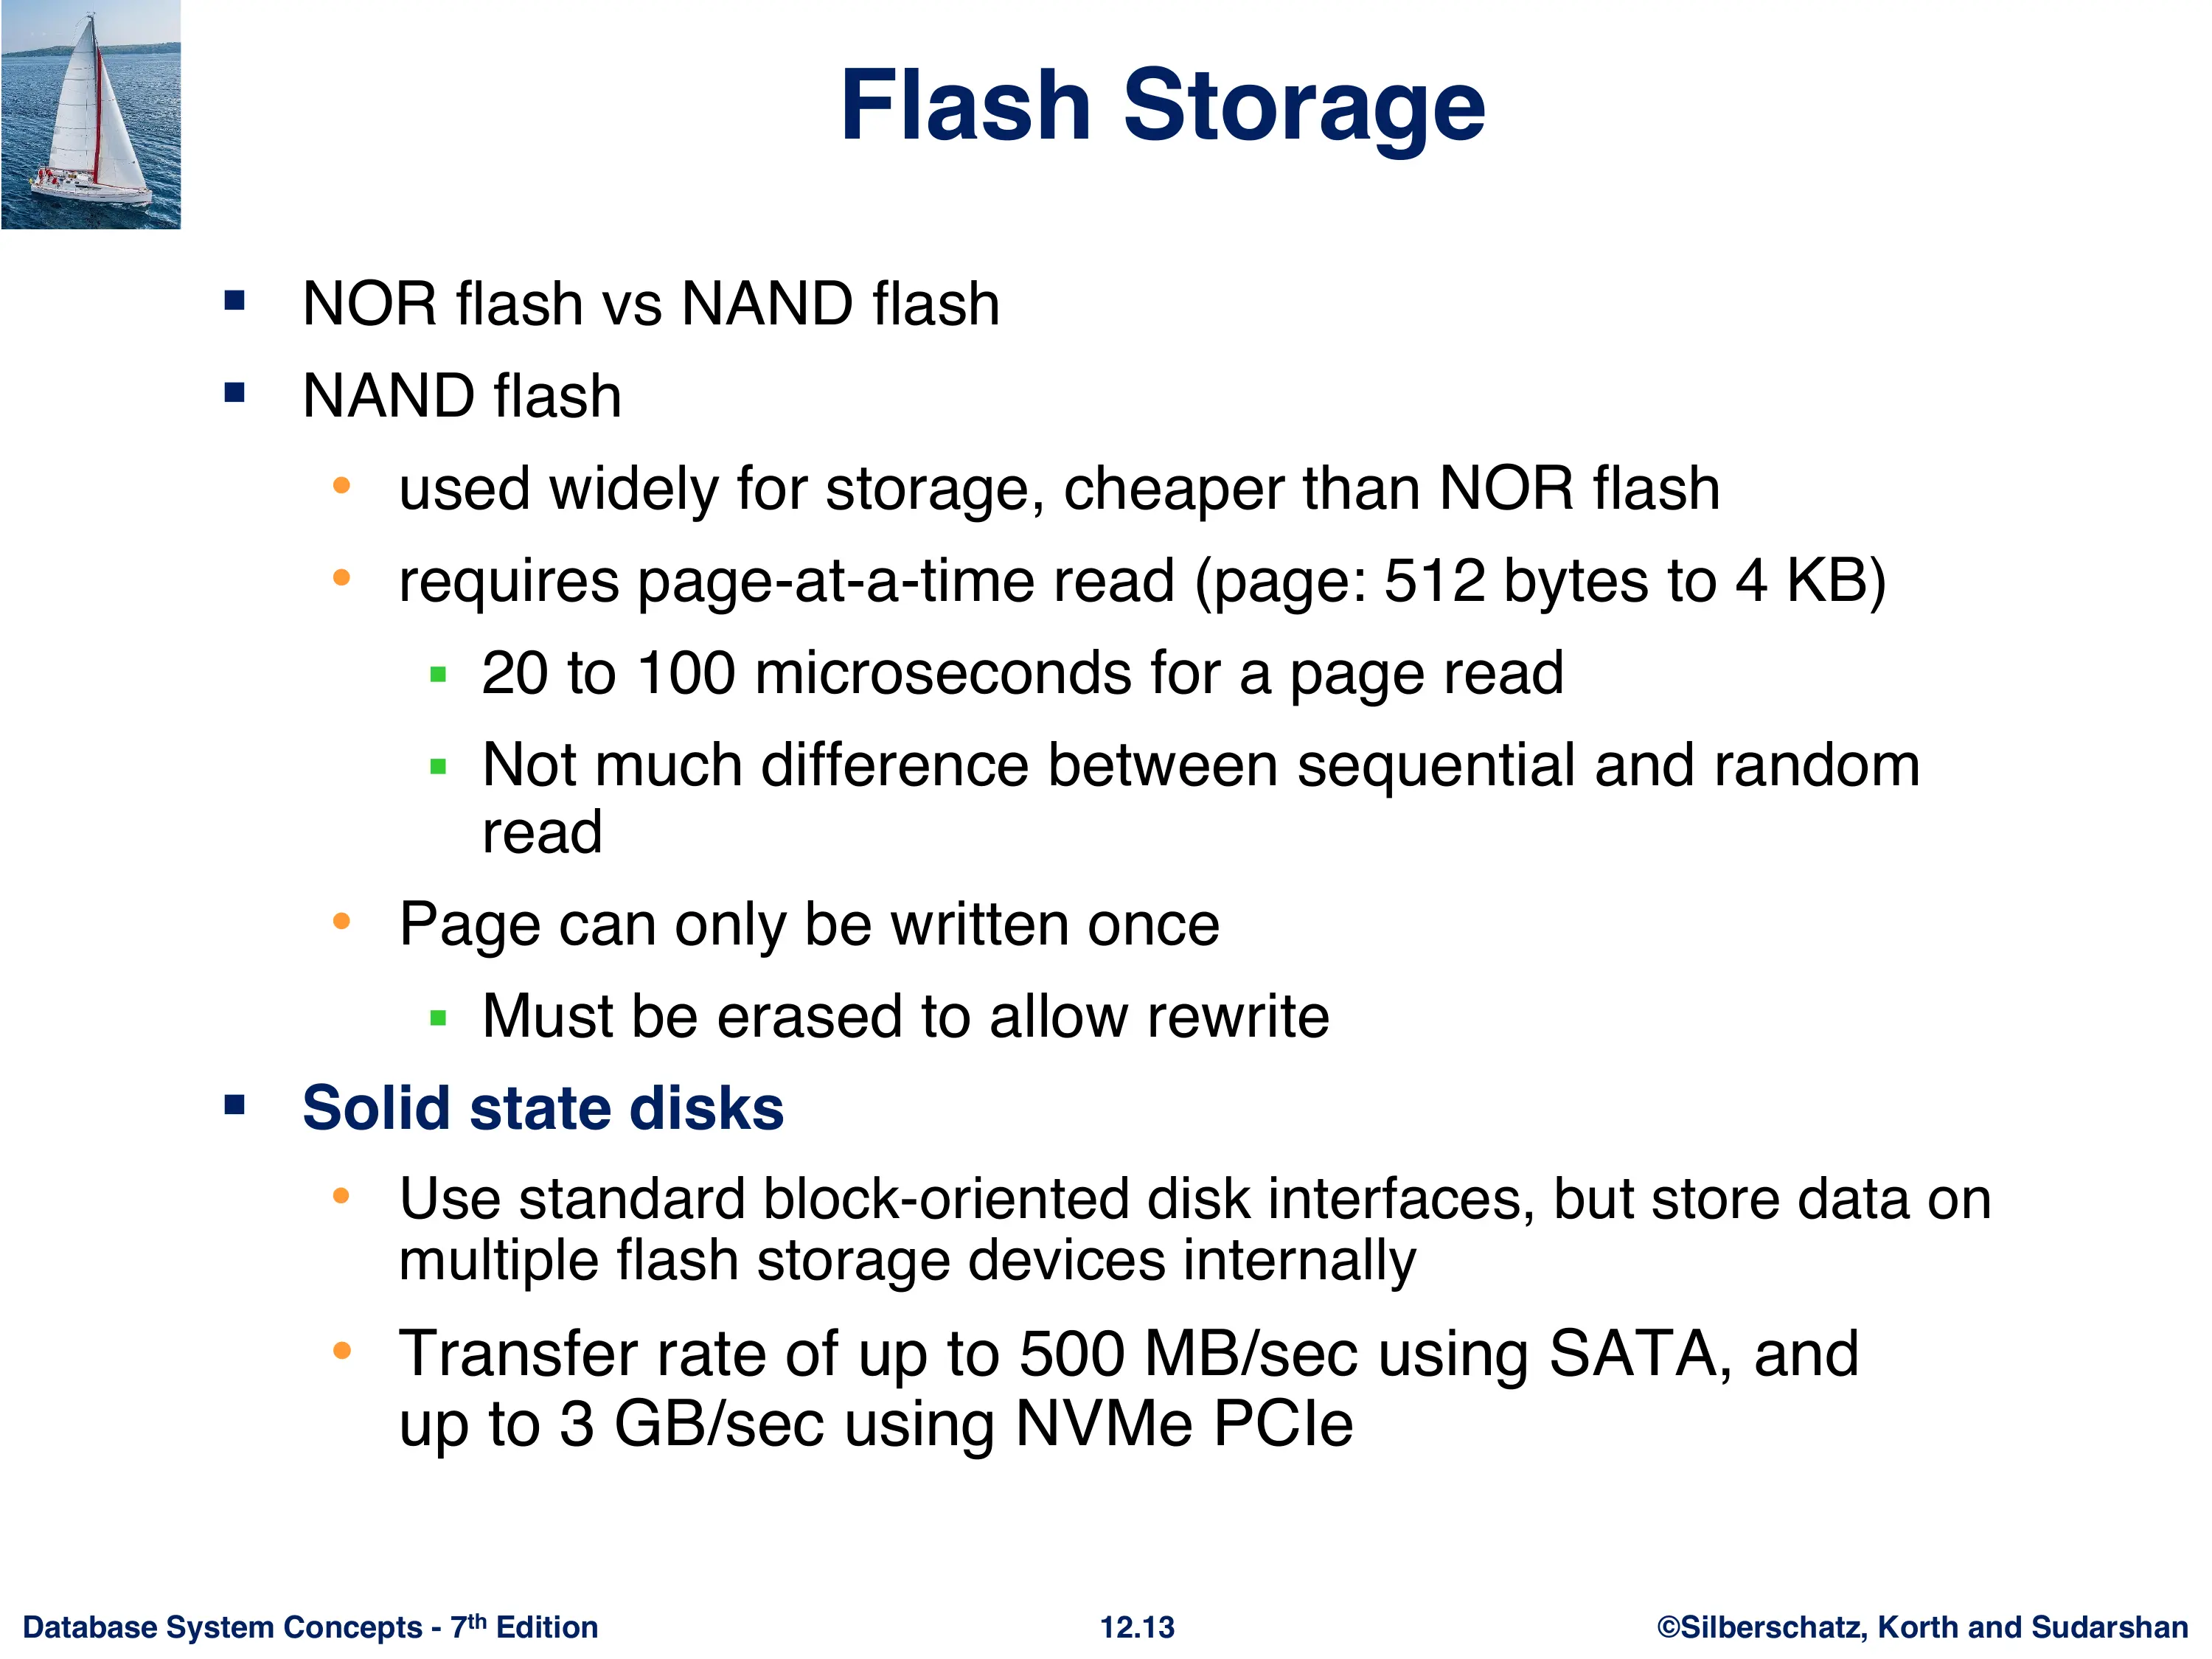 Flash Storage
NOR flash vs NAND flash
NAND flash
used widely for storage, cheaper than NOR flash
requires page-at-a-time read (page: 512 bytes to 4 KB)
20 to 100 microseconds for a page read
Not much difference between sequential and random
read
Page can only be written once
Must be erased to allow rewrite
Solid state disks
Use standard block-oriented disk interfaces, but store data on
multiple flash storage devices internally
Transfer rate of up to 500 MB/sec using SATA, and
up to 3 GB/sec using NVMe PCIe
Database System Concepts - 7th Edition
12.13
©Silberschatz, Korth and Sudarshan